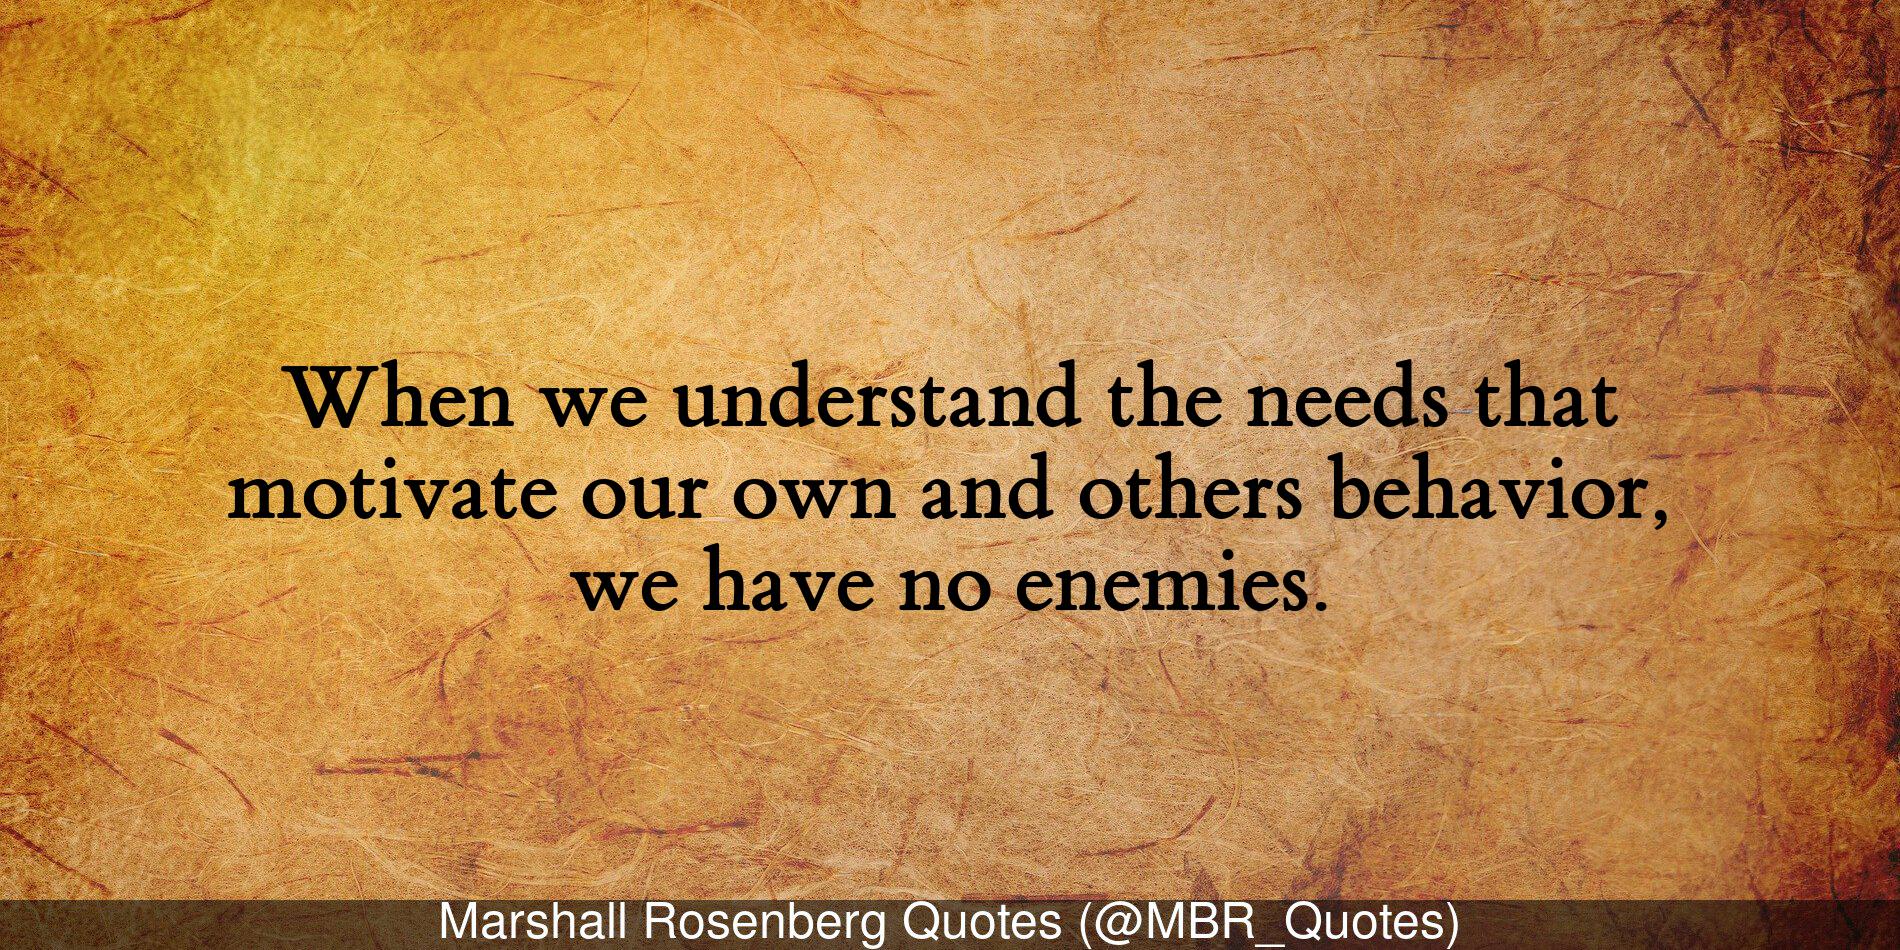 When we understand the needs that
motivate our own and others behavior,
we have no enemies.
Marshall Rosenberg Quotes (@MBR_Quotes)